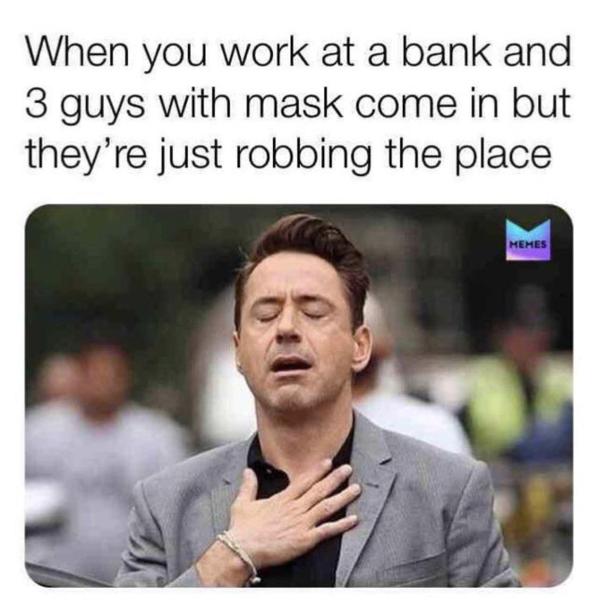 When you work at a bank and
3 guys with mask come in but
they're just robbing the place
MEMES